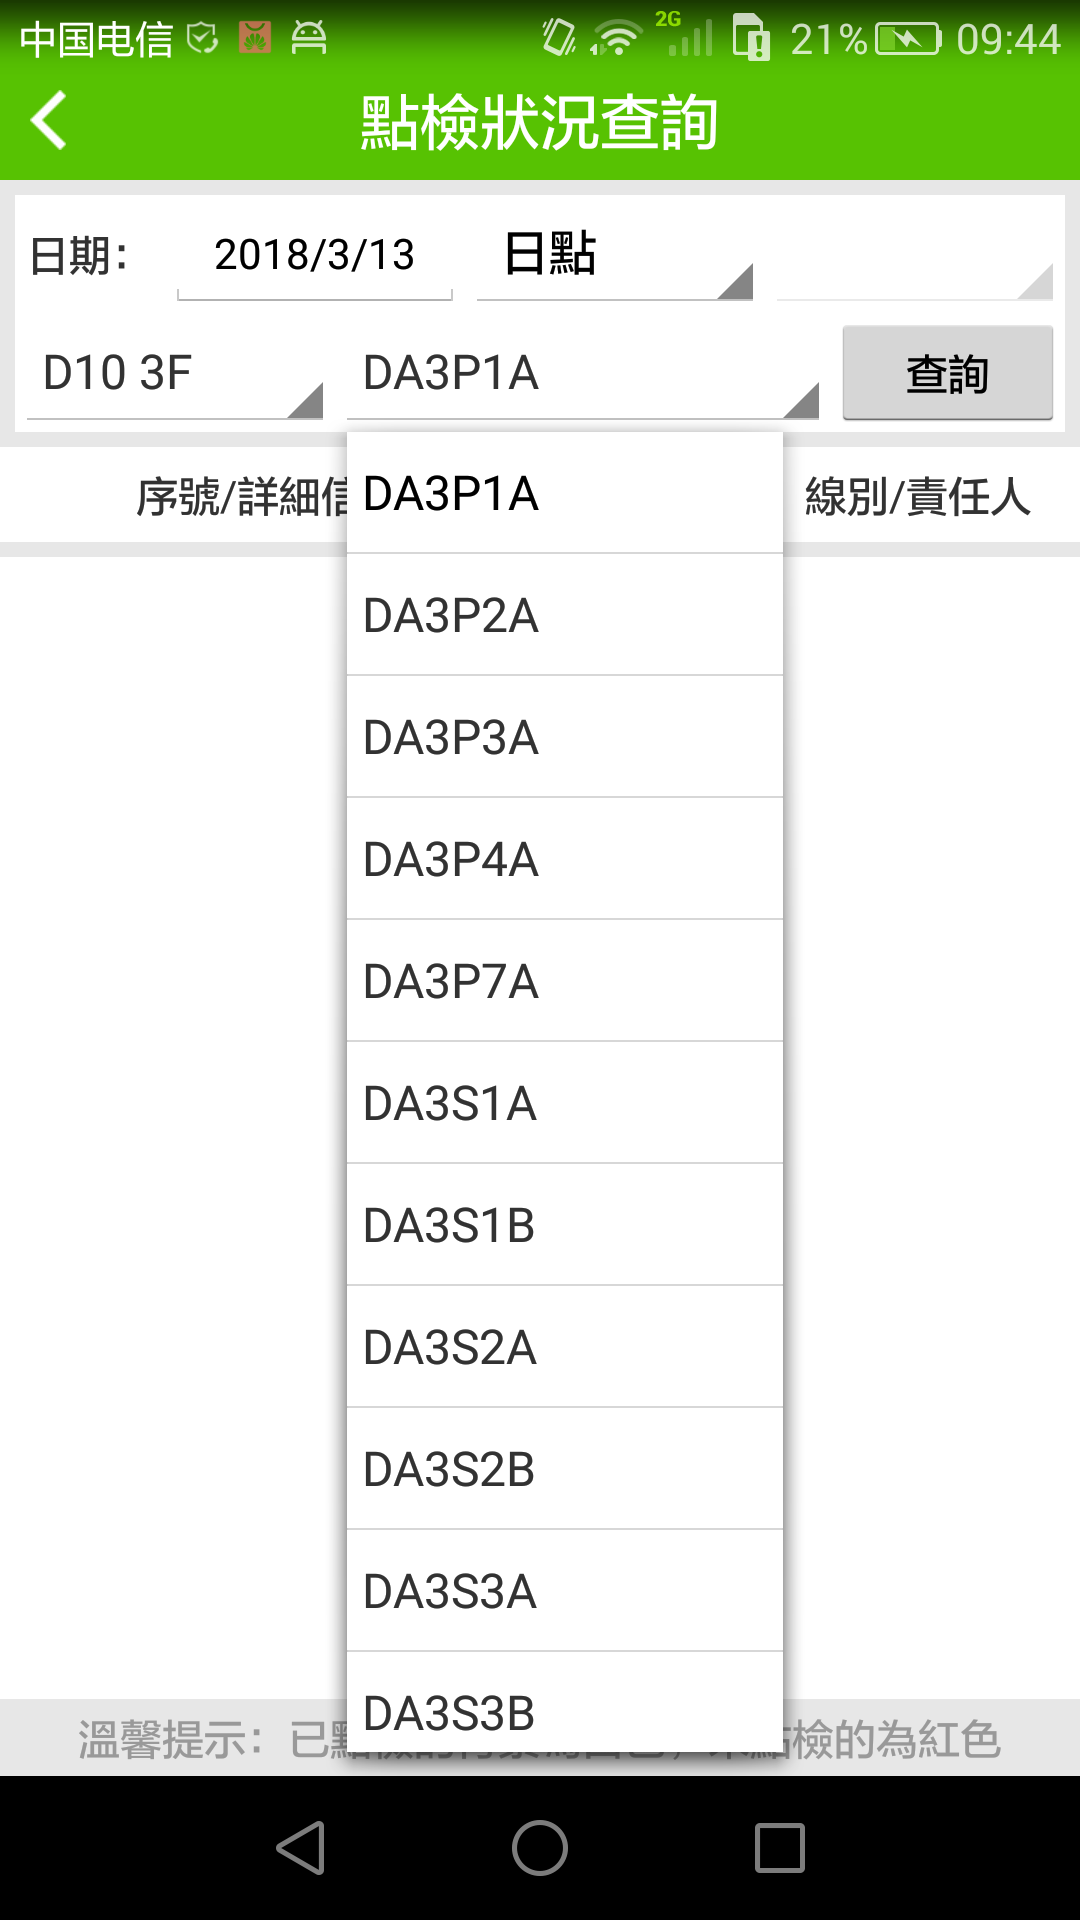 中国电信 2G 21% 09:44
點檢狀況查詢
日期： 2018/3/13 日點
D10 3F DA3P1A 查詢
序號/詳細信 線別/責任人
DA3P1A
DA3P2A
DA3P3A
DA3P4A
DA3P7A
DA3S1A
DA3S1B
DA3S2A
DA3S2B
DA3S3A
DA3S3B
溫馨提示：已 檢的為紅色